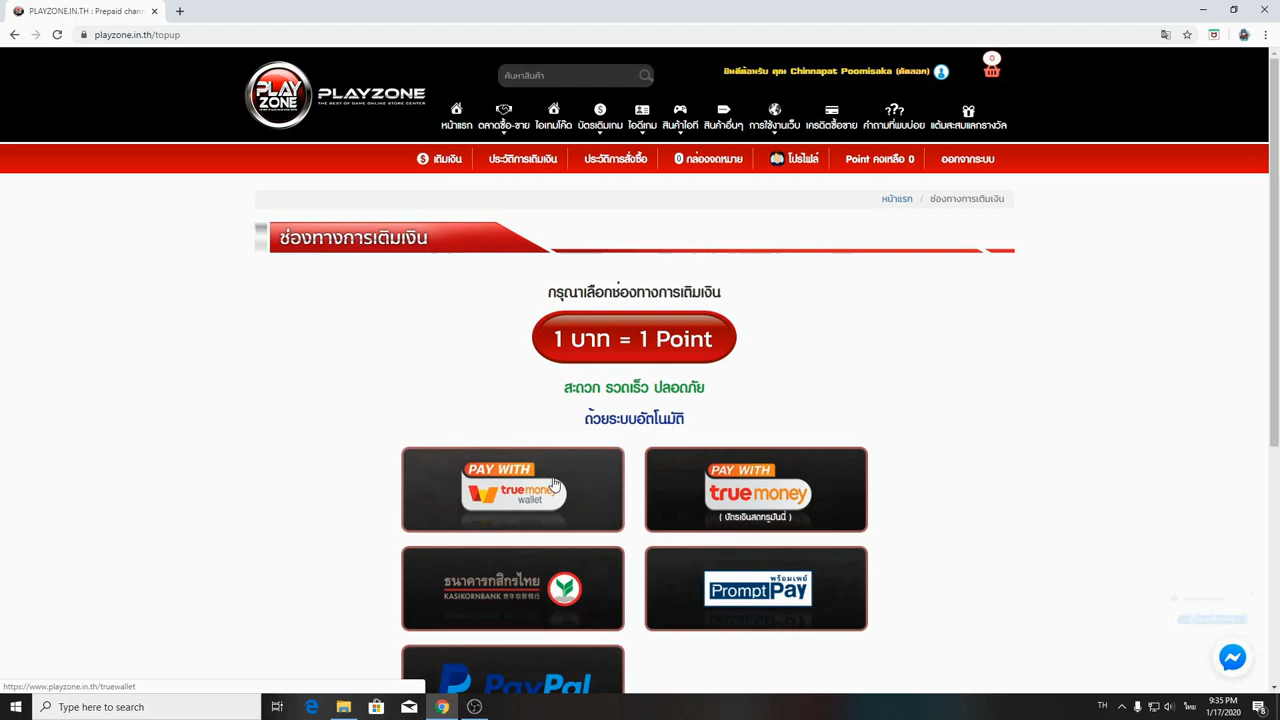 PLAYZONE.IN.TH : Prepaid chan
playzone.in.th/topup
PLAY ZONE
PLAYZONE
THE BEST OF GAME ONLINE STORE CENTER
ค้นหาสินค้า
ยินดีต้อนรับ คุณ Chinnapat Poomisaka (คัดลอก)
0
หน้าแรก ตลาดซื้อ-ขาย ไอเทมโค๊ด บัตรเติมเกม ไอดีเกม สินค้าไอที สินค้าอื่นๆ การใช้งานเว็บ เครดิตซื้อขาย คำถามที่พบบ่อย แต้มสะสมแลกรางวัล
เติมเงิน ประวัติการเติมเงิน ประวัติการสั่งซื้อ 0 กล่องจดหมาย โปรไฟล์ Point คงเหลือ 0 ออกจากระบบ
หน้าแรก / ช่องทางการเติมเงิน
ช่องทางการเติมเงิน
กรุณาเลือกช่องทางการเติมเงิน
1 บาท = 1 Point
สะดวก รวดเร็ว ปลอดภัย
ด้วยระบบอัตโนมัติ
PAY WITH
truemoney
wallet
PAY WITH
truemoney
( บัตรเงินสดทรูมันนี่ )
ธนาคารกสิกรไทย
KASIKORNBANK
พร้อมเพย์
PromptPay
PayPal
https://www.playzone.in.th/truewallet
Type here to search
TH
ไทย
9:35 PM
1/17/2020
8